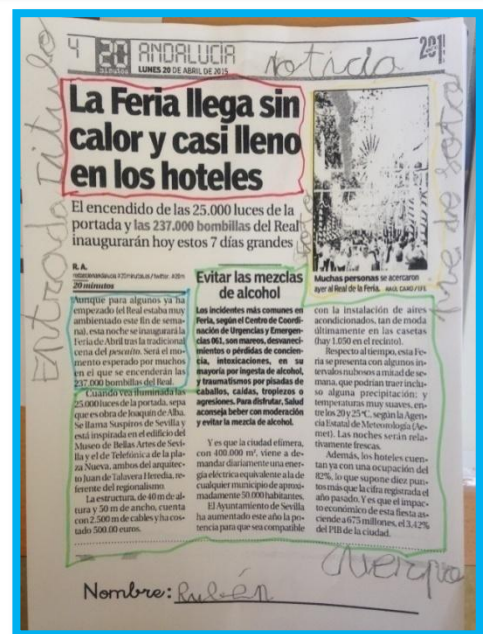 4 20 minutos ANDALUCÍA
LUNES 20 DE ABRIL DE 2015
noticia
La Feria llega sin
calor y casi lleno
en los hoteles
El encendido de las 25.000 luces de la
portada y las 237.000 bombillas del Real
inaugurarán hoy estos 7 días grandes
título
Entrada
foto
pie de foto
Muchas personas se acercaron
ayer al Real de la Feria. RAÚL CARO / EFE
R. A.
20minutos
Aunque para algunos ya ha
empezado (el Real estaba muy
ambientado este fin de sema-
na), esta noche se inaugurará la
Feria de Abril tras la tradicional
cena del pescaíto. Será el mo-
mento esperado por muchos
en el que se encenderán las
237.000 bombillas del Real.
Cuando vea iluminada las
25.000 luces de la portada, sepa
que es obra de Joaquín de Alba.
Se llama Suspiros de Sevilla y
está inspirada en el edificio del
Museo de Bellas Artes de Sevi-
lla y el de Telefónica de la pla-
za Nueva, ambos del arquitec-
to Juan de Talavera Heredia, re-
ferente del regionalismo.
La estructura, de 40 m de al-
tura y 50 m de ancho, cuenta
con 2.500 m de cables y ha cos-
tado 500.00 euros.
Evitar las mezclas
de alcohol
Los incidentes más comunes en
Feria, según el Centro de Coordi-
nación de Urgencias y Emergen-
cias 061, son mareos, desvaneci-
mientos o pérdidas de concien-
cia, intoxicaciones, en su
mayoría por ingesta de alcohol,
y traumatismos por pisadas de
caballos, caídas, tropiezos o
agresiones. Para disfrutar, Salud
aconseja beber con moderación
y evitar la mezcla de alcohol.
Y es que la ciudad efímera,
con 400.000 m², viene a de-
mandar diariamente una ener-
gía eléctrica equivalente a la de
cualquier municipio de aproxi-
madamente 50.000 habitantes.
El Ayuntamiento de Sevilla
ha aumentado este año la po-
tencia para que sea compatible
con la instalación de aires
acondicionados, tan de moda
últimamente en las casetas
(hay 1.050 en el recinto).
Respecto al tiempo, esta Fe-
ria se presenta con algunos in-
tervalos nubosos a mitad de se-
mana, que podrían traer inclu-
so alguna precipitación; y
temperaturas muy suaves, en-
tre los 20 y 25 °C, según la Agen-
cia Estatal de Meteorología (Ae-
met). Las noches serán rela-
tivamente frescas.
Además, los hoteles cuen-
tan ya con una ocupación del
82%, lo que supone diez pun-
tos más que la cifra registrada el
año pasado. Y es que el impac-
to económico de esta fiesta as-
ciende a 675 millones, el 3,42%
del PIB de la ciudad.
cuerpo
Nombre: Rubén